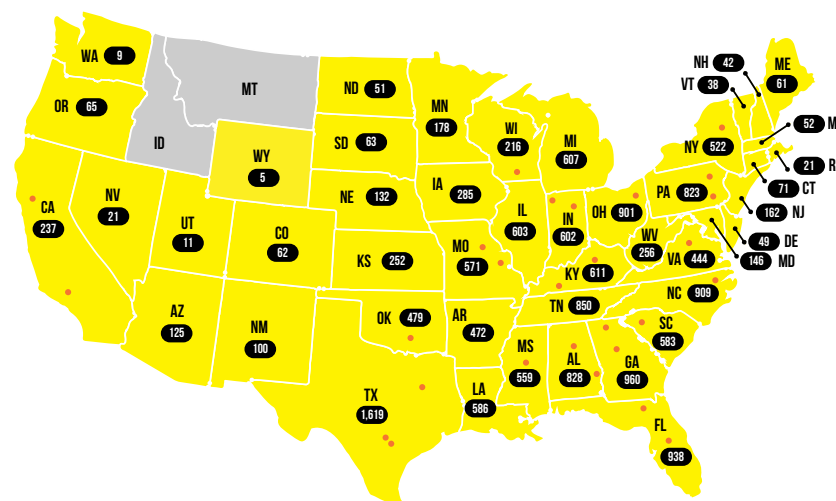 WA 9
OR 65
ID
MT
ND 51
SD 63
WY
5
NE 132
MN
178
IA 285
WI
216
MI
607
NH 42
VT 38
ME
61
52 M
NY 522
21 R
71 CT
PA 823
162 NJ
49 DE
146 MD
CA
237
NV
21
UT
11
CO
62
KS 252
MO
571
IL
603
IN
602
OH 901
WV
256
VA 444
KY 611
NC 909
TN 850
AZ
125
NM
100
OK 479
AR
472
SC
583
MS
559
AL
828
GA
960
TX
1,619
LA
586
FL
938